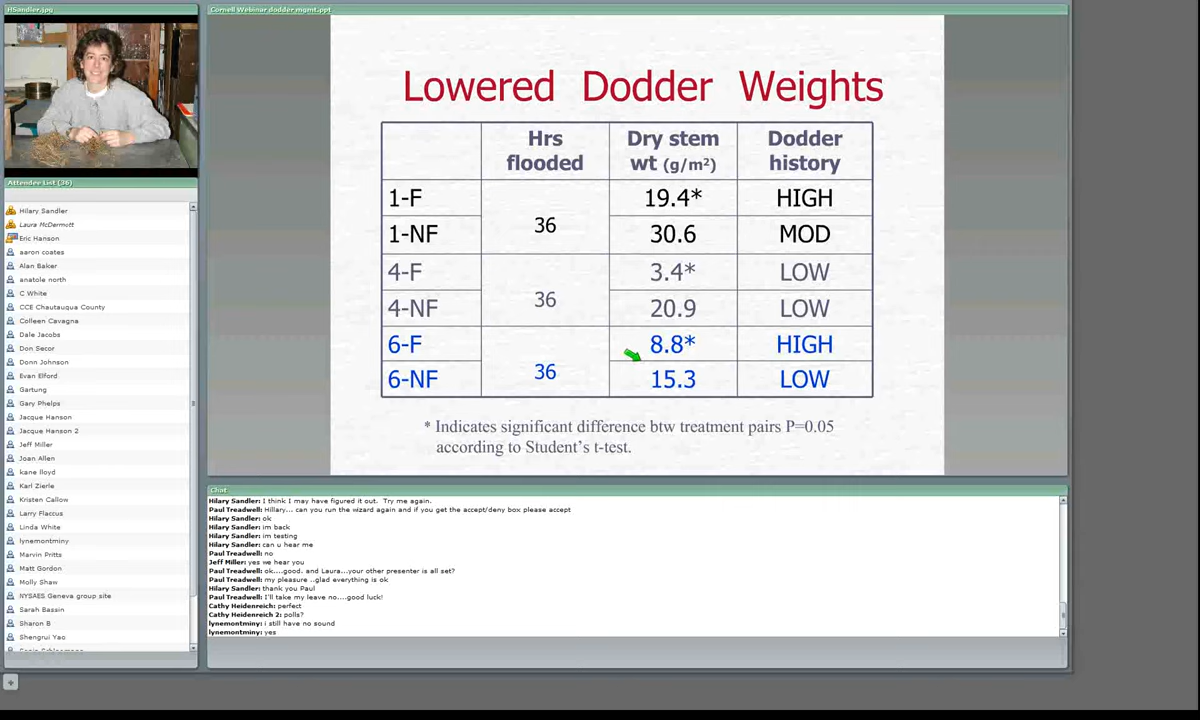 HSandler.jpg
Cornell Webinar dodder mgmt.ppt
Lowered Dodder Weights
Hrs flooded
Dry stem wt (g/m²)
Dodder history
1-F 36 19.4* HIGH
1-NF 30.6 MOD
4-F 36 3.4* LOW
4-NF 20.9 LOW
6-F 36 8.8* HIGH
6-NF 15.3 LOW
* Indicates significant difference btw treatment pairs P=0.05
according to Student's t-test.
Attendee List (36)
Hilary Sandler
Laura McDermott
Eric Hanson
aaron coates
Alan Baker
anatole north
C White
CCE Chautauqua County
Colleen Cavagna
Dale Jacobs
Don Secor
Donn Johnson
Evan Elford
Gartung
Gary Phelps
Jacque Hanson
Jacque Hanson 2
Jeff Miller
Joan Allen
kane lloyd
Karl Zierle
Kristen Callow
Larry Flaccus
Linda White
lynemontminy
Marvin Pritts
Matt Gordon
Molly Shaw
NYSAES Geneva group site
Sarah Bassin
Sharon B
Shengrui Yao
Chat
Hilary Sandler: I think I may have figured it out. Try me again.
Paul Treadwell: Hillary... can you run the wizard again and if you get the accept/deny box please accept
Hilary Sandler: ok
Hilary Sandler: im back
Hilary Sandler: im testing
Hilary Sandler: can u hear me
Paul Treadwell: no
Jeff Miller: yes we hear you
Paul Treadwell: ok....good. and Laura...your other presenter is all set?
Paul Treadwell: my pleasure ..glad everything is ok
Hilary Sandler: thank you Paul
Paul Treadwell: I'll take my leave no....good luck!
Cathy Heidenreich: perfect
Cathy Heidenreich 2: polls?
lynemontminy: i still have no sound
lynemontminy: yes